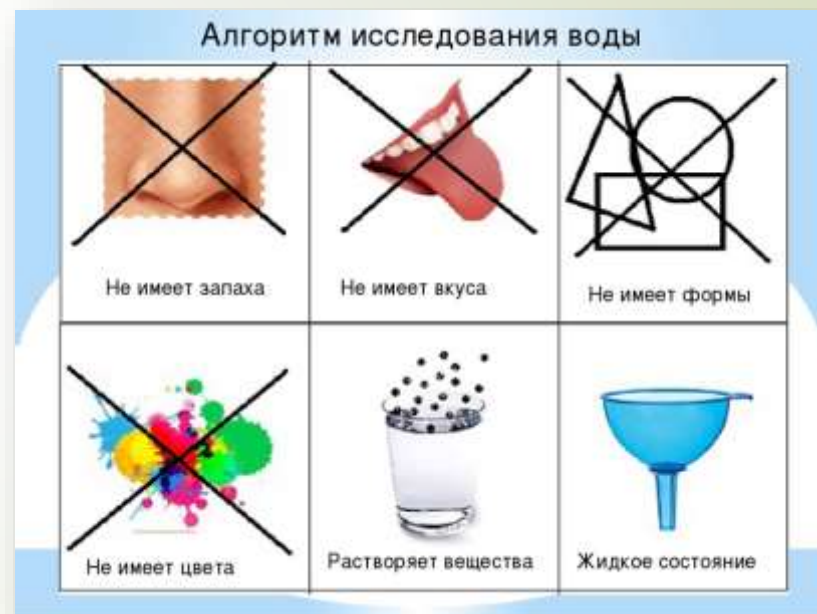 Алгоритм исследования воды
Не имеет запаха
Не имеет вкуса
Не имеет формы
Не имеет цвета
Растворяет вещества
Жидкое состояние